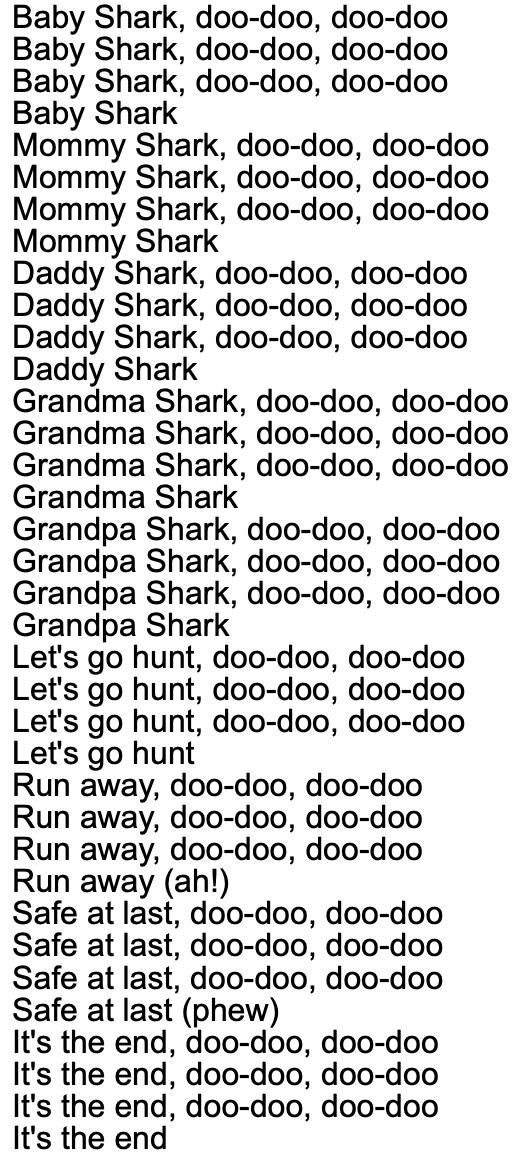 Baby Shark, doo-doo, doo-doo
Baby Shark, doo-doo, doo-doo
Baby Shark, doo-doo, doo-doo
Baby Shark
Mommy Shark, doo-doo, doo-doo
Mommy Shark, doo-doo, doo-doo
Mommy Shark, doo-doo, doo-doo
Mommy Shark
Daddy Shark, doo-doo, doo-doo
Daddy Shark, doo-doo, doo-doo
Daddy Shark, doo-doo, doo-doo
Daddy Shark
Grandma Shark, doo-doo, doo-doo
Grandma Shark, doo-doo, doo-doo
Grandma Shark, doo-doo, doo-doo
Grandma Shark
Grandpa Shark, doo-doo, doo-doo
Grandpa Shark, doo-doo, doo-doo
Grandpa Shark, doo-doo, doo-doo
Grandpa Shark
Let's go hunt, doo-doo, doo-doo
Let's go hunt, doo-doo, doo-doo
Let's go hunt, doo-doo, doo-doo
Let's go hunt
Run away, doo-doo, doo-doo
Run away, doo-doo, doo-doo
Run away, doo-doo, doo-doo
Run away (ah!)
Safe at last, doo-doo, doo-doo
Safe at last, doo-doo, doo-doo
Safe at last, doo-doo, doo-doo
Safe at last (phew)
It's the end, doo-doo, doo-doo
It's the end, doo-doo, doo-doo
It's the end, doo-doo, doo-doo
It's the end